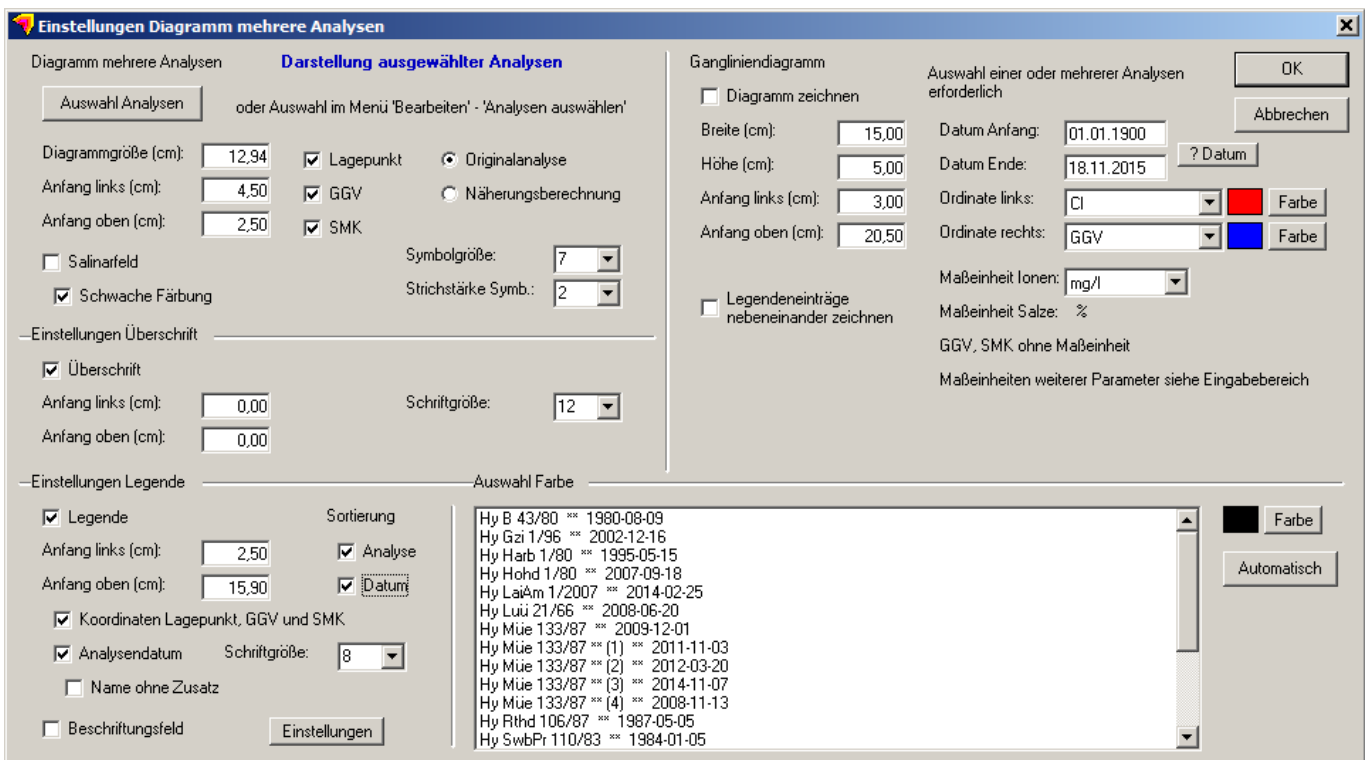 Einstellungen Diagramm mehrere Analysen
Diagramm mehrere Analysen
Darstellung ausgewählter Analysen
Auswahl Analysen
oder Auswahl im Menü 'Bearbeiten' - 'Analysen auswählen'
Diagrammgröße (cm): 12,94
Anfang links (cm): 4,50
Anfang oben (cm): 2,50
Lagepunkt
GGV
SMK
Originalanalyse
Näherungsberechnung
Salinarfeld
Schwache Färbung
Symbolgröße: 7
Strichstärke Symb.: 2
Einstellungen Überschrift
Überschrift
Anfang links (cm): 0,00
Anfang oben (cm): 0,00
Schriftgröße: 12
Gangliniendiagramm
Diagramm zeichnen
Breite (cm): 15,00
Höhe (cm): 5,00
Anfang links (cm): 3,00
Anfang oben (cm): 20,50
Legendeneinträge
nebeneinander zeichnen
Auswahl einer oder mehrerer Analysen
erforderlich
Datum Anfang: 01.01.1900
Datum Ende: 18.11.2015
? Datum
Ordinate links: Cl Farbe
Ordinate rechts: GGV Farbe
Maßeinheit Ionen: mg/l
Maßeinheit Salze: %
GGV, SMK ohne Maßeinheit
Maßeinheiten weiterer Parameter siehe Eingabebereich
OK
Abbrechen
Einstellungen Legende
Legende
Anfang links (cm): 2,50
Anfang oben (cm): 15,90
Sortierung
Analyse
Datum
Koordinaten Lagepunkt, GGV und SMK
Analysendatum
Schriftgröße: 8
Name ohne Zusatz
Beschriftungsfeld
Einstellungen
Auswahl Farbe
Hy B 43/80 ** 1980-08-09
Hy Gzi 1/96 ** 2002-12-16
Hy Harb 1/80 ** 1995-05-15
Hy Hohd 1/80 ** 2007-09-18
Hy LaiAm 1/2007 ** 2014-02-25
Hy Luü 21/66 ** 2008-06-20
Hy Müe 133/87 ** 2009-12-01
Hy Müe 133/87 ** (1) ** 2011-11-03
Hy Müe 133/87 ** (2) ** 2012-03-20
Hy Müe 133/87 ** (3) ** 2014-11-07
Hy Müe 133/87 ** (4) ** 2008-11-13
Hy Rthd 106/87 ** 1987-05-05
Hy SwbPr 110/83 ** 1984-01-05
Farbe
Automatisch